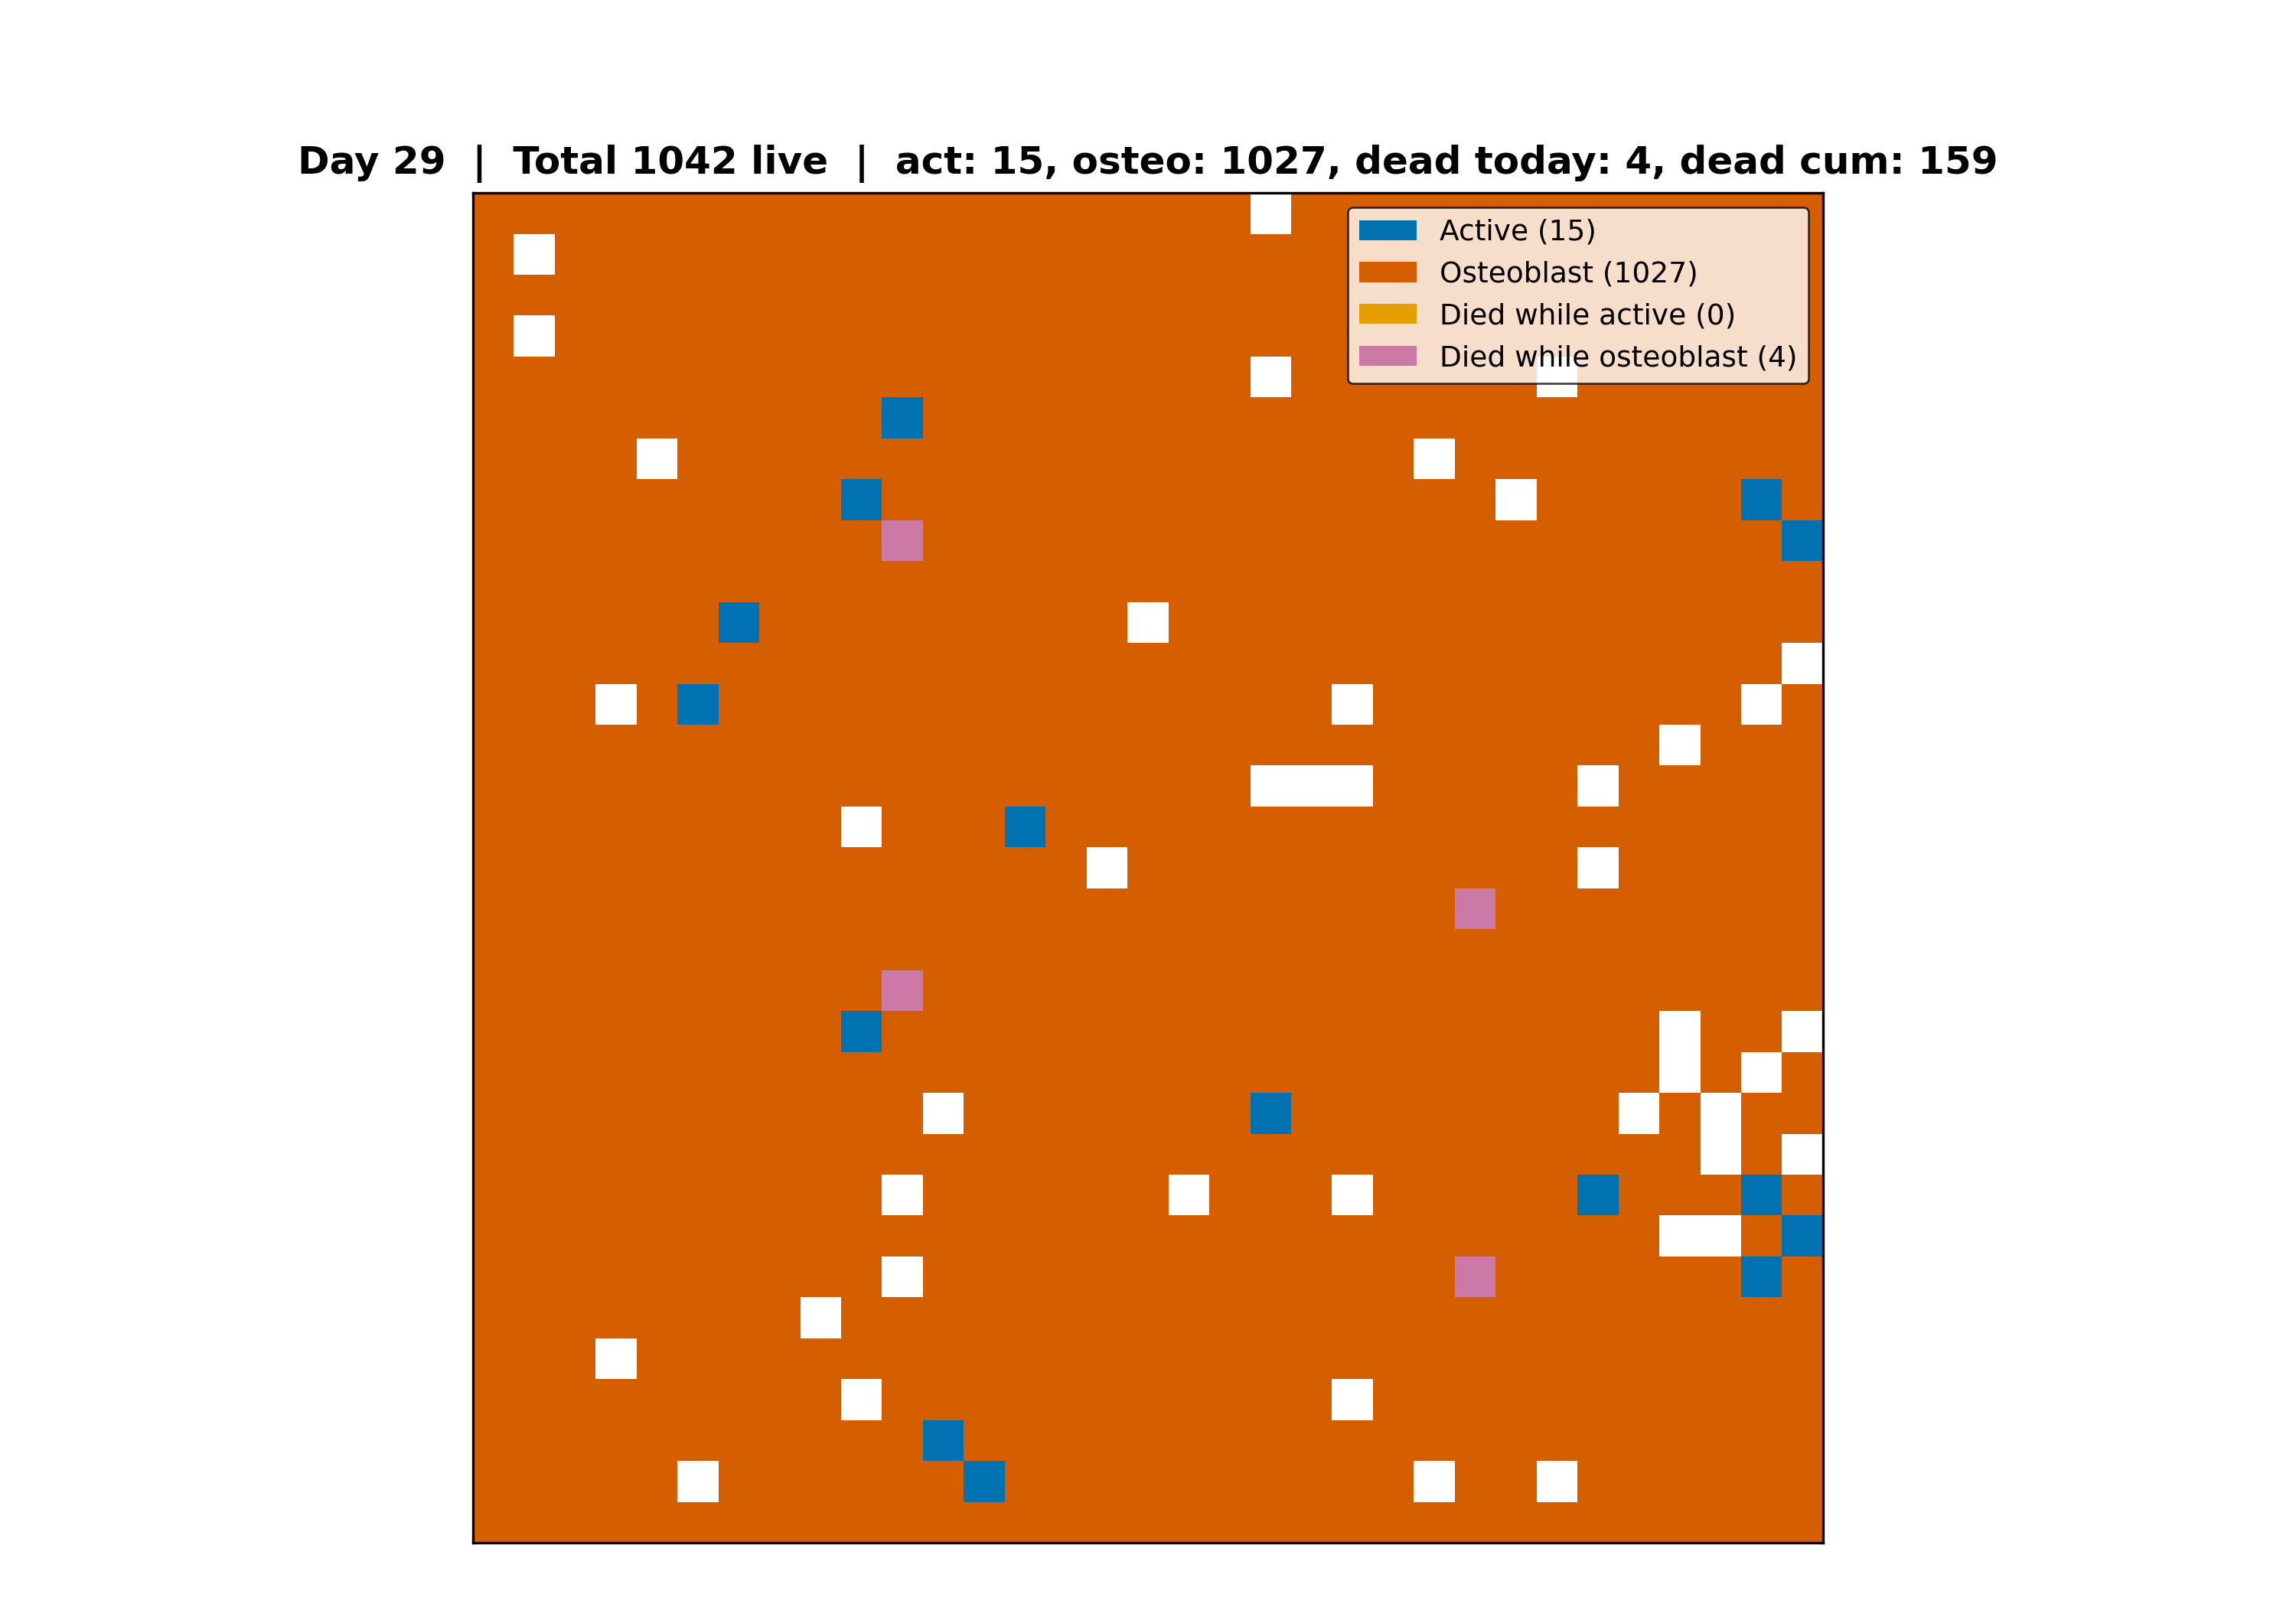 Day 29 | Total 1042 live | act: 15, osteo: 1027, dead today: 4, dead cum: 159
Active (15)
Osteoblast (1027)
Died while active (0)
Died while osteoblast (4)